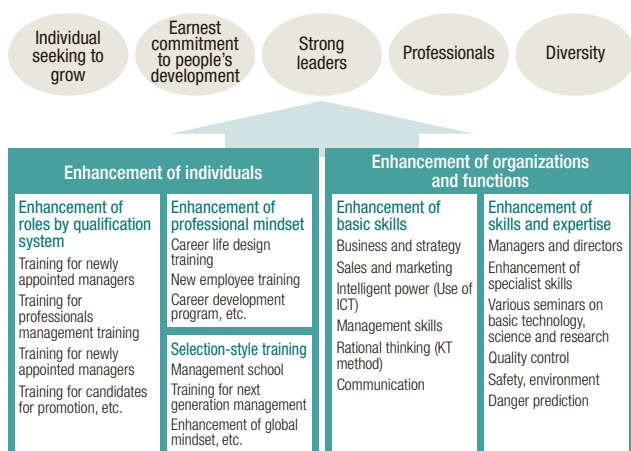 Individual
seeking to
grow
Earnest
commitment
to people's
development
Strong
leaders
Professionals
Diversity
Enhancement of individuals
Enhancement of
roles by qualification
system
Training for newly
appointed managers
Training for
professionals
management training
Training for newly
appointed managers
Training for candidates
for promotion, etc.
Enhancement of
professional mindset
Career life design
training
New employee training
Career development
program, etc.
Selection-style training
Management school
Training for next
generation management
Enhancement of global
mindset, etc.
Enhancement of organizations
and functions
Enhancement of
basic skills
Business and strategy
Sales and marketing
Intelligent power (Use of
ICT)
Management skills
Rational thinking (KT
method)
Communication
Enhancement of
skills and expertise
Managers and directors
Enhancement of
specialist skills
Various seminars on
basic technology,
science and research
Quality control
Safety, environment
Danger prediction